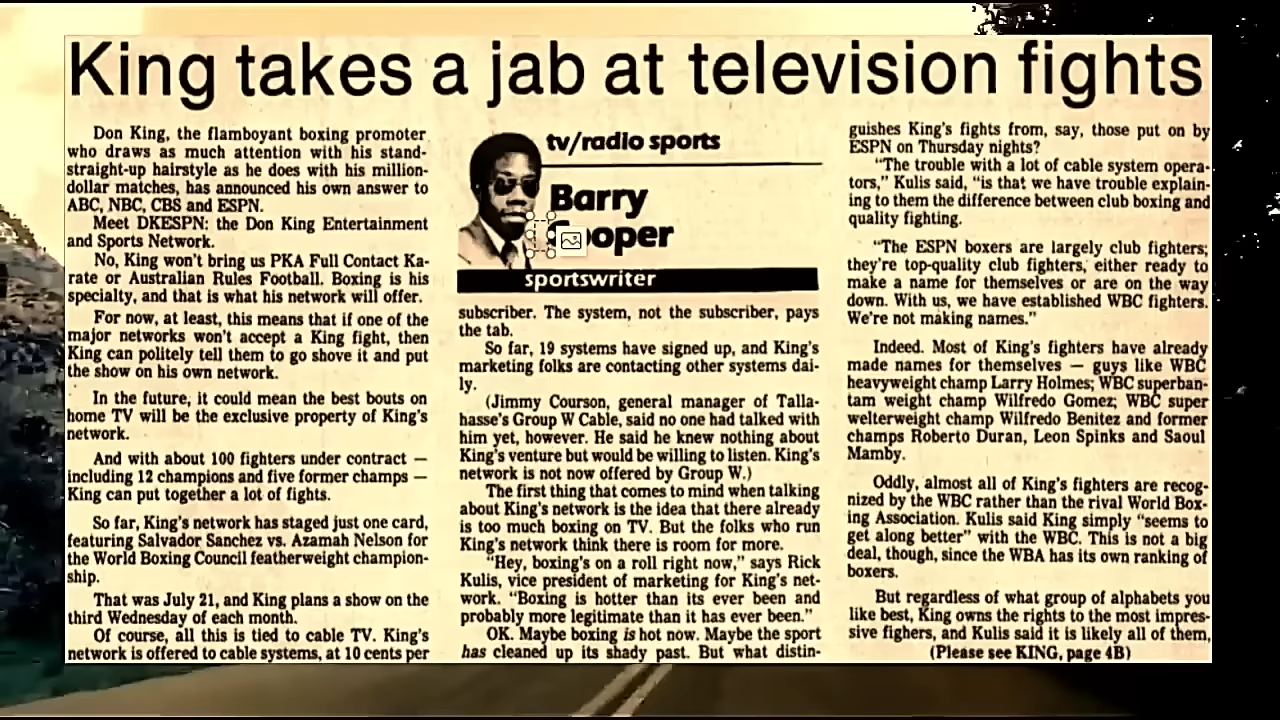 King takes a jab at television fights
Don King, the flamboyant boxing promoter
who draws as much attention with his stand-
straight-up hairstyle as he does with his million-
dollar matches, has announced his own answer to
ABC, NBC, CBS and ESPN.
Meet DKESPN: the Don King Entertainment
and Sports Network.
No, King won't bring us PKA Full Contact Ka-
rate or Australian Rules Football. Boxing is his
specialty, and that is what his network will offer.
For now, at least, this means that if one of the
major networks won't accept a King fight, then
King can politely tell them to go shove it and put
the show on his own network.
In the future, it could mean the best bouts on
home TV will be the exclusive property of King's
network.
And with about 100 fighters under contract —
including 12 champions and five former champs —
King can put together a lot of fights.
So far, King's network has staged just one card,
featuring Salvador Sanchez vs. Azamah Nelson for
the World Boxing Council featherweight champion-
ship.
That was July 21, and King plans a show on the
third Wednesday of each month.
Of course, all this is tied to cable TV. King's
network is offered to cable systems, at 10 cents per
tv/radio sports
Barry
Cooper
sportswriter
subscriber. The system, not the subscriber, pays
the tab.
So far, 19 systems have signed up, and King's
marketing folks are contacting other systems dai-
ly.
(Jimmy Courson, general manager of Talla-
hasse's Group W Cable, said no one had talked with
him yet, however. He said he knew nothing about
King's venture but would be willing to listen. King's
network is not now offered by Group W.)
The first thing that comes to mind when talking
about King's network is the idea that there already
is too much boxing on TV. But the folks who run
King's network think there is room for more.
"Hey, boxing's on a roll right now," says Rick
Kulis, vice president of marketing for King's net-
work. "Boxing is hotter than its ever been and
probably more legitimate than it has ever been."
OK. Maybe boxing is hot now. Maybe the sport
has cleaned up its shady past. But what distin-
guishes King's fights from, say, those put on by
ESPN on Thursday nights?
"The trouble with a lot of cable system opera-
tors," Kulis said, "is that we have trouble explain-
ing to them the difference between club boxing and
quality fighting.
"The ESPN boxers are largely club fighters;
they're top-quality club fighters, either ready to
make a name for themselves or are on the way
down. With us, we have established WBC fighters.
We're not making names."
Indeed. Most of King's fighters have already
made names for themselves — guys like WBC
heavyweight champ Larry Holmes; WBC superban-
tam weight champ Wilfredo Gomez; WBC super
welterweight champ Wilfredo Benitez and former
champs Roberto Duran, Leon Spinks and Saoul
Mamby.
Oddly, almost all of King's fighters are recog-
nized by the WBC rather than the rival World Box-
ing Association. Kulis said King simply "seems to
get along better" with the WBC. This is not a big
deal, though, since the WBA has its own ranking of
boxers.
But regardless of what group of alphabets you
like best, King owns the rights to the most impres-
sive fighers, and Kulis said it is likely all of them,
(Please see KING, page 4B)